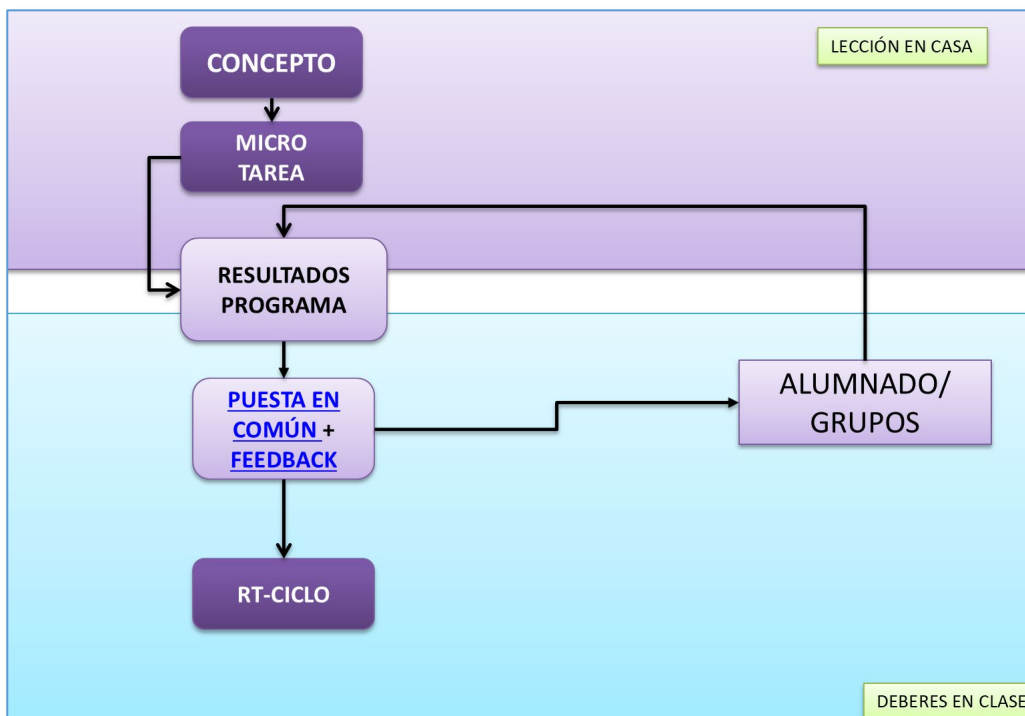 LECCIÓN EN CASA
CONCEPTO
MICRO
TAREA
RESULTADOS
PROGRAMA
PUESTA EN
COMÚN +
FEEDBACK
ALUMNADO/
GRUPOS
RT-CICLO
DEBERES EN CLASE